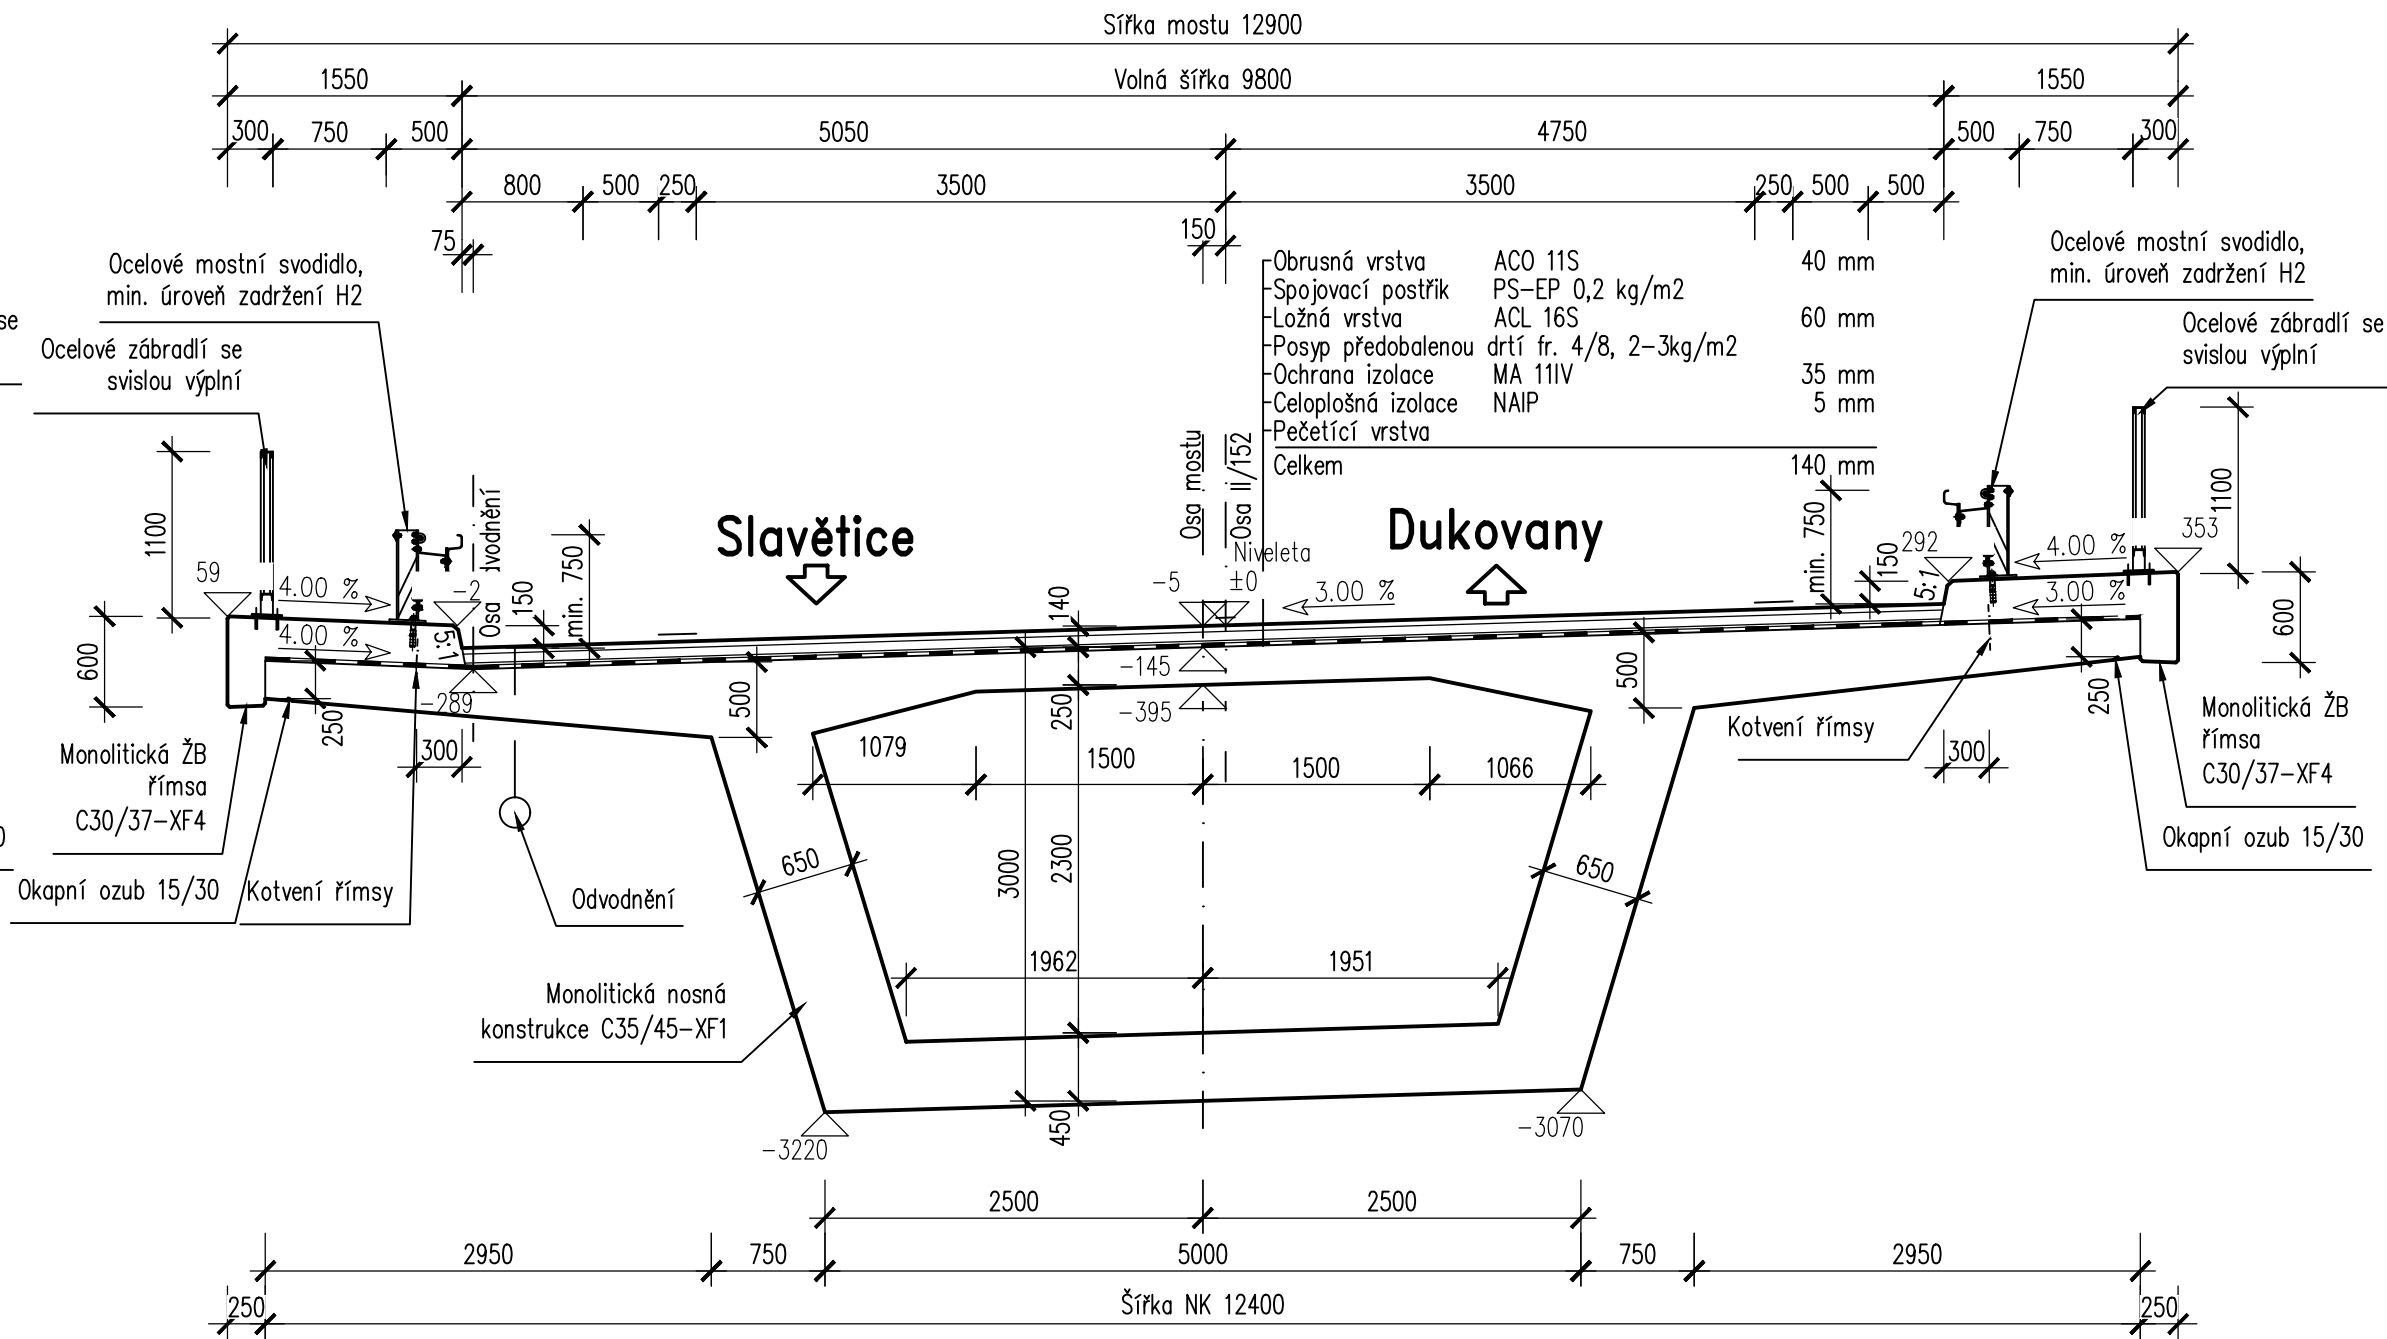 Sířka mostu 12900
1550
Volná šířka 9800
1550
300
750
500
5050
4750
500
750
300
800
500
250
3500
3500
250
500
500
75
150
Ocelové mostní svodidlo,
min. úroveň zadržení H2
se
Ocelové zábradlí se
svislou výplní
Obrusná vrstva ACO 11S 40 mm
Spojovací postřik PS-EP 0,2 kg/m2
Ložná vrstva ACL 16S 60 mm
Posyp předobalenou drtí fr. 4/8, 2-3kg/m2
Ochrana izolace MA 11IV 35 mm
Celoplošná izolace NAIP 5 mm
Pečetící vrstva
Celkem 140 mm
Ocelové mostní svodidlo,
min. úroveň zadržení H2
Ocelové zábradlí se
svislou výplní
1100
59
4.00 %
4.00 %
600
250
-2
5:1
-289
300
Osa
150
min. 750
500
Slavětice
Osa mostu
Osa II/152
Niveleta
-5
±0
140
3.00 %
Dukovany
-145
-395
250
min. 750
150
292
5:1
4.00 %
3.00 %
353
1100
600
250
500
300
Kotvení římsy
Monolitická ŽB
římsa
C30/37-XF4
Okapní ozub 15/30
Monolitická ŽB
římsa
C30/37-XF4
Okapní ozub 15/30
Kotvení římsy
Odvodnění
1079
1500
1500
1066
650
650
3000
2300
1962
1951
Monolitická nosná
konstrukce C35/45-XF1
450
-3220
-3070
2500
2500
2950
750
5000
750
2950
250
Šířka NK 12400
250